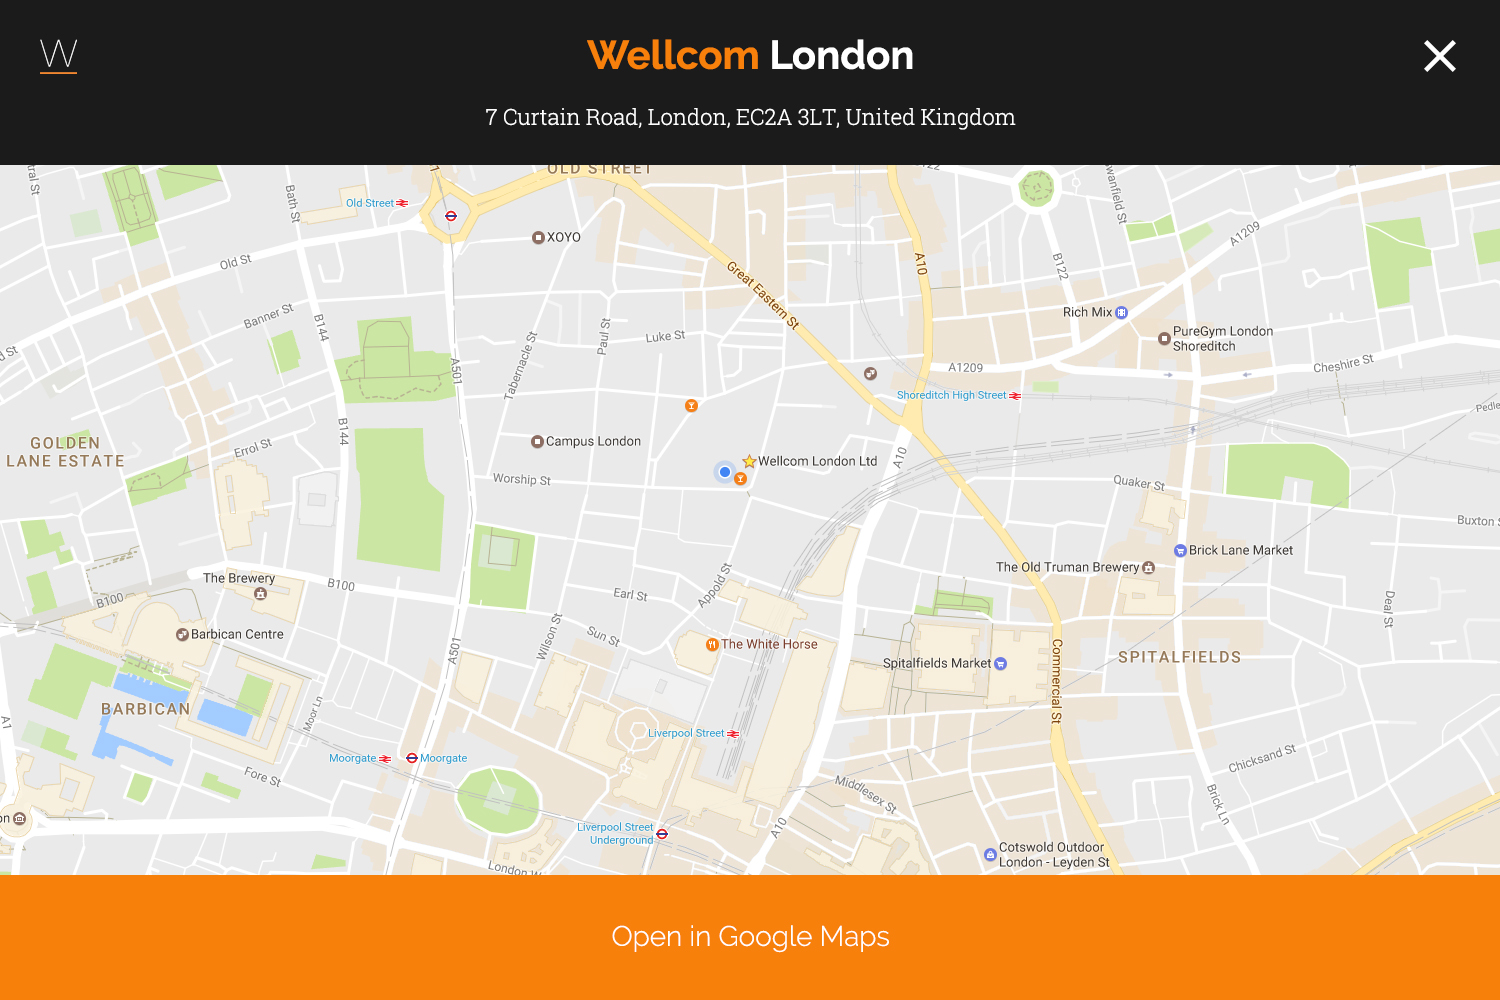 W
Wellcom London
7 Curtain Road, London, EC2A 3LT, United Kingdom
OLD STREET
Bath St
Old Street
XOYO
Old St
Great Eastern St
A10
B122
A1209
Rich Mix
Banner St
B144
Paul St
Luke St
Tabernacle St
A501
PureGym London
Shoreditch
Cheshire St
A1209
Shoreditch High Street
GOLDEN
LANE ESTATE
B144
Errol St
Campus London
Wellcom London Ltd
A10
Worship St
Quaker St
Buxton S
The Brewery
B100
B100
Barbican Centre
Earl St
Appold St
Sun St
Wilson St
A501
The White Horse
The Old Truman Brewery
Brick Lane Market
Deal St
Spitalfields Market
Commercial St
SPITALFIELDS
BARBICAN
Moor Ln
A1
Liverpool Street
Moorgate
Moorgate
Fore St
Chicksand St
Middlesex St
Brick Ln
A10
Liverpool Street
Underground
London W
Cotswold Outdoor
London - Leyden St
Open in Google Maps